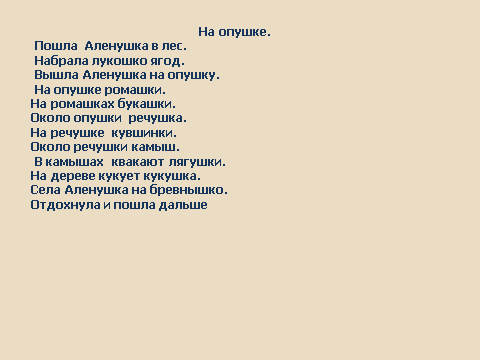 На опушке.
Пошла Аленушка в лес.
Набрала лукошко ягод.
Вышла Аленушка на опушку.
На опушке ромашки.
На ромашках букашки.
Около опушки речушка.
На речушке кувшинки.
Около речушки камыш.
В камышах квакают лягушки.
На дереве кукует кукушка.
Села Аленушка на бревнышко.
Отдохнула и пошла дальше